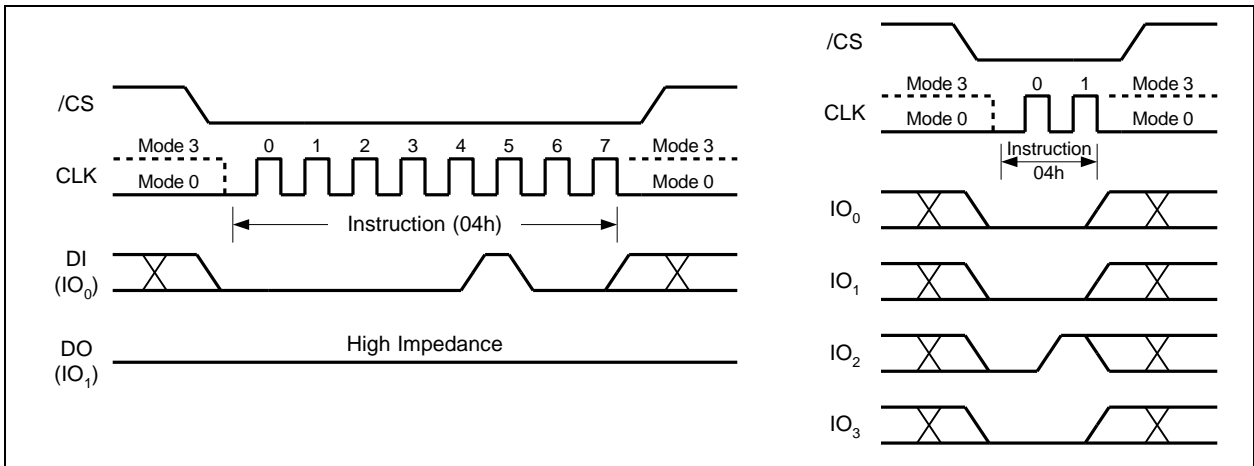 /CS
Mode 3 0 1 2 3 4 5 6 7 Mode 3
CLK
Mode 0 Mode 0
Instruction (04h)
DI
(IO0)
High Impedance
DO
(IO1)
/CS
Mode 3 0 1 Mode 3
CLK
Mode 0 Mode 0
Instruction
04h
IO0
IO1
IO2
IO3